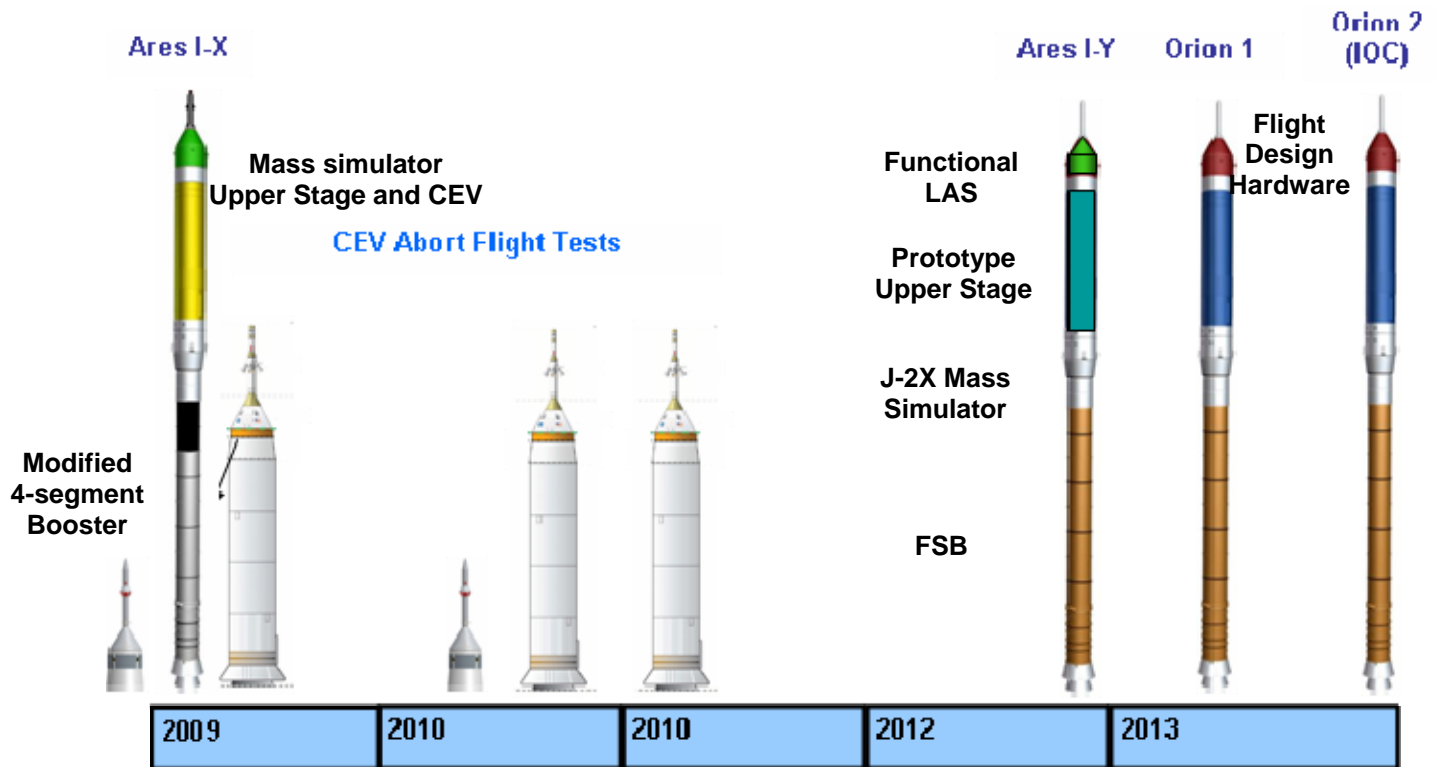 Ares I-X
Ares I-Y
Orion 1
Orion 2
(IOC)
Mass simulator
Upper Stage and CEV
CEV Abort Flight Tests
Modified
4-segment
Booster
Functional
LAS
Prototype
Upper Stage
J-2X Mass
Simulator
FSB
Flight
Design
Hardware
2009
2010
2010
2012
2013